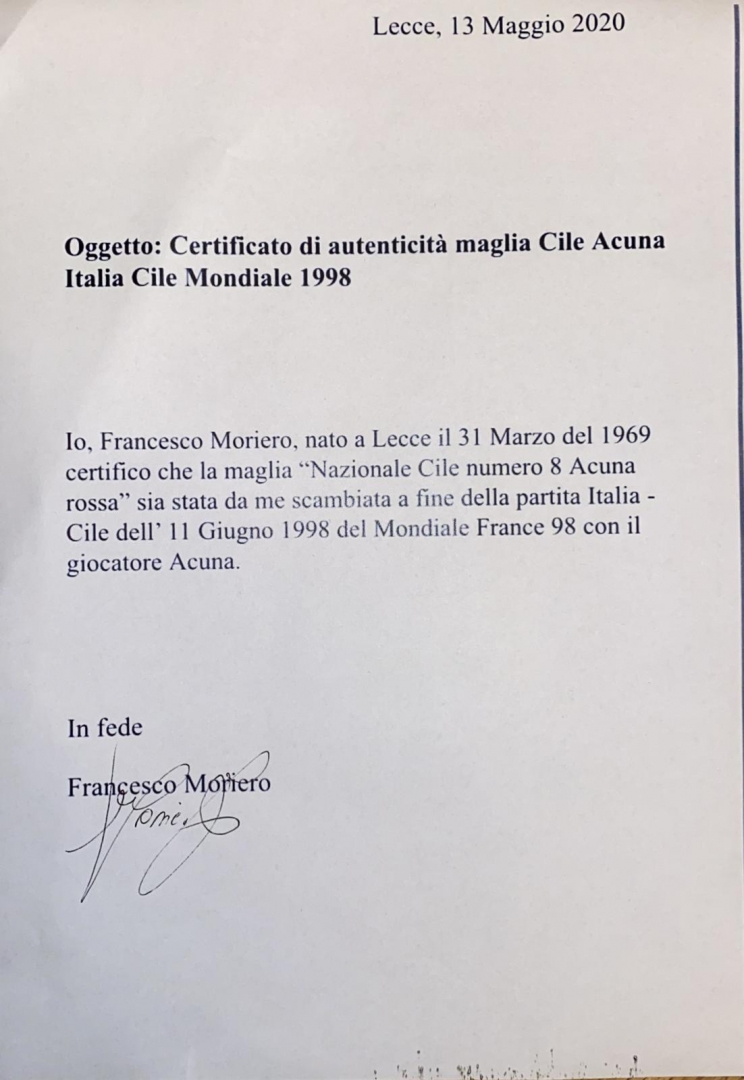 Lecce, 13 Maggio 2020
Oggetto: Certificato di autenticità maglia Cile Acuna
Italia Cile Mondiale 1998
Io, Francesco Moriero, nato a Lecce il 31 Marzo del 1969
certifico che la maglia “Nazionale Cile numero 8 Acuna
rossa” sia stata da me scambiata a fine della partita Italia -
Cile dell’ 11 Giugno 1998 del Mondiale France 98 con il
giocatore Acuna.
In fede
Francesco Moriero